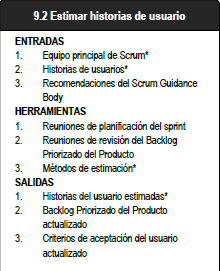 9.2 Estimar historias de usuario
ENTRADAS
1. Equipo principal de Scrum*
2. Historias de usuarios*
3. Recomendaciones del Scrum Guidance
Body
HERRAMIENTAS
1. Reuniones de planificación del sprint
2. Reuniones de revisión del Backlog
Priorizado del Producto
3. Métodos de estimación*
SALIDAS
1. Historias del usuario estimadas*
2. Backlog Priorizado del Producto
actualizado
3. Criterios de aceptación del usuario
actualizado